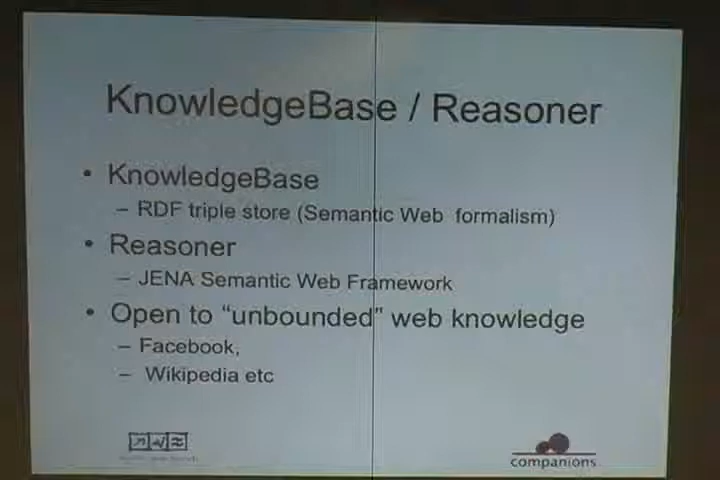 KnowledgeBase / Reasoner
• KnowledgeBase
– RDF triple store (Semantic Web formalism)
• Reasoner
– JENA Semantic Web Framework
• Open to “unbounded” web knowledge
– Facebook,
– Wikipedia etc
companions